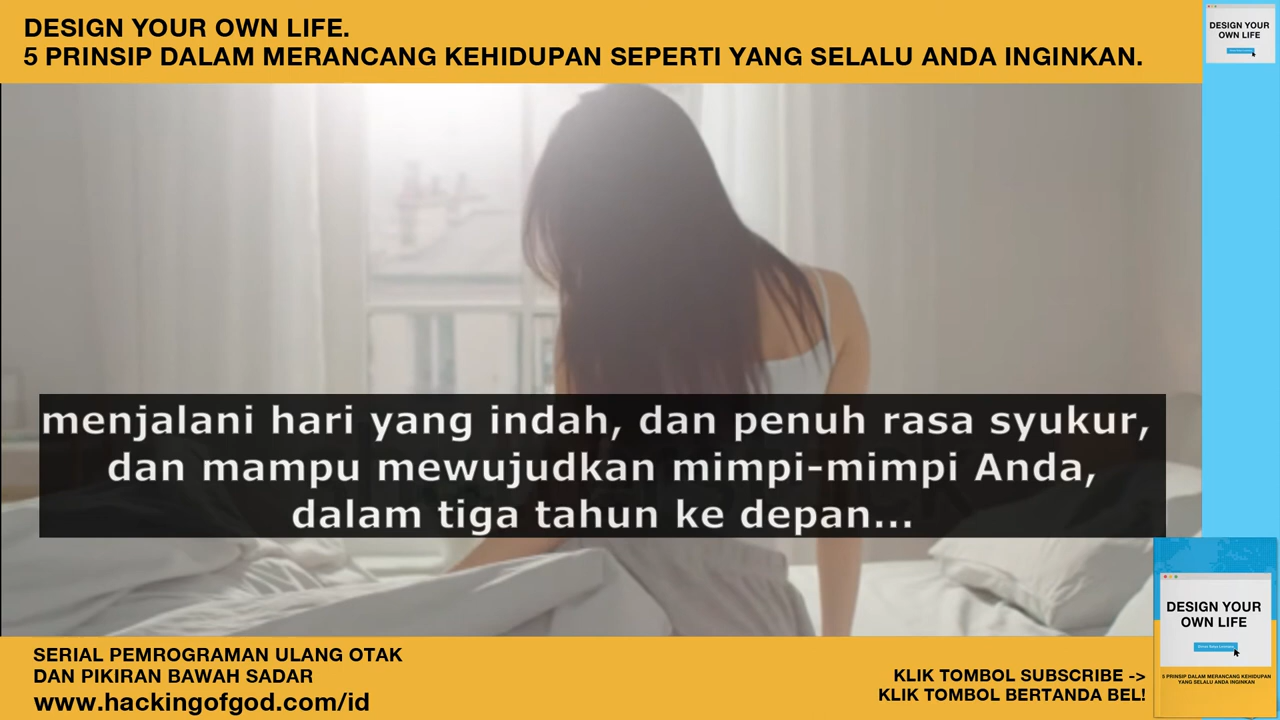 DESIGN YOUR OWN LIFE.
5 PRINSIP DALAM MERANCANG KEHIDUPAN SEPERTI YANG SELALU ANDA INGINKAN.
DESIGN YOUR
OWN LIFE
menjalani hari yang indah, dan penuh rasa syukur,
dan mampu mewujudkan mimpi-mimpi Anda,
dalam tiga tahun ke depan...
SERIAL PEMROGRAMAN ULANG OTAK
DAN PIKIRAN BAWAH SADAR
www.hackingofgod.com/id
KLIK TOMBOL SUBSCRIBE ->
KLIK TOMBOL BERTANDA BEL!
DESIGN YOUR
OWN LIFE
5 PRINSIP DALAM MERANCANG KEHIDUPAN
YANG SELALU ANDA INGINKAN